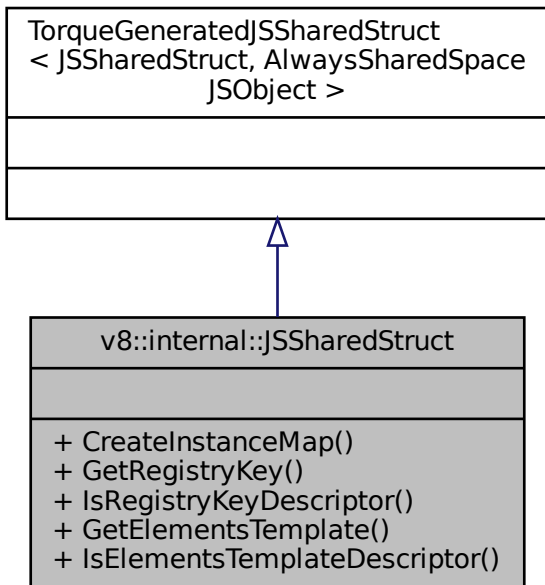 TorqueGeneratedJSSharedStruct
< JSSharedStruct, AlwaysSharedSpace
JSObject >
v8::internal::JSSharedStruct
+ CreateInstanceMap()
+ GetRegistryKey()
+ IsRegistryKeyDescriptor()
+ GetElementsTemplate()
+ IsElementsTemplateDescriptor()